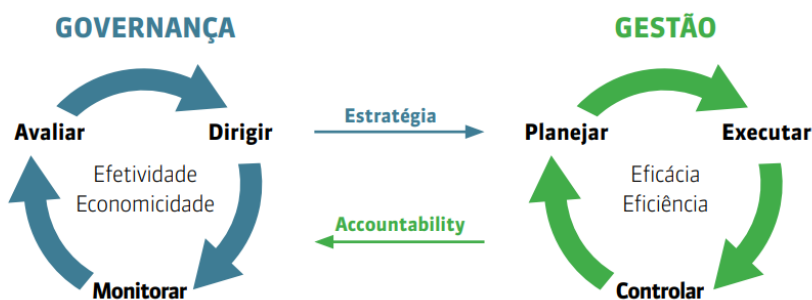 GOVERNANÇA
Avaliar
Dirigir
Efetividade
Economicidade
Monitorar
Estratégia
Accountability
GESTÃO
Planejar
Executar
Eficácia
Eficiência
Controlar